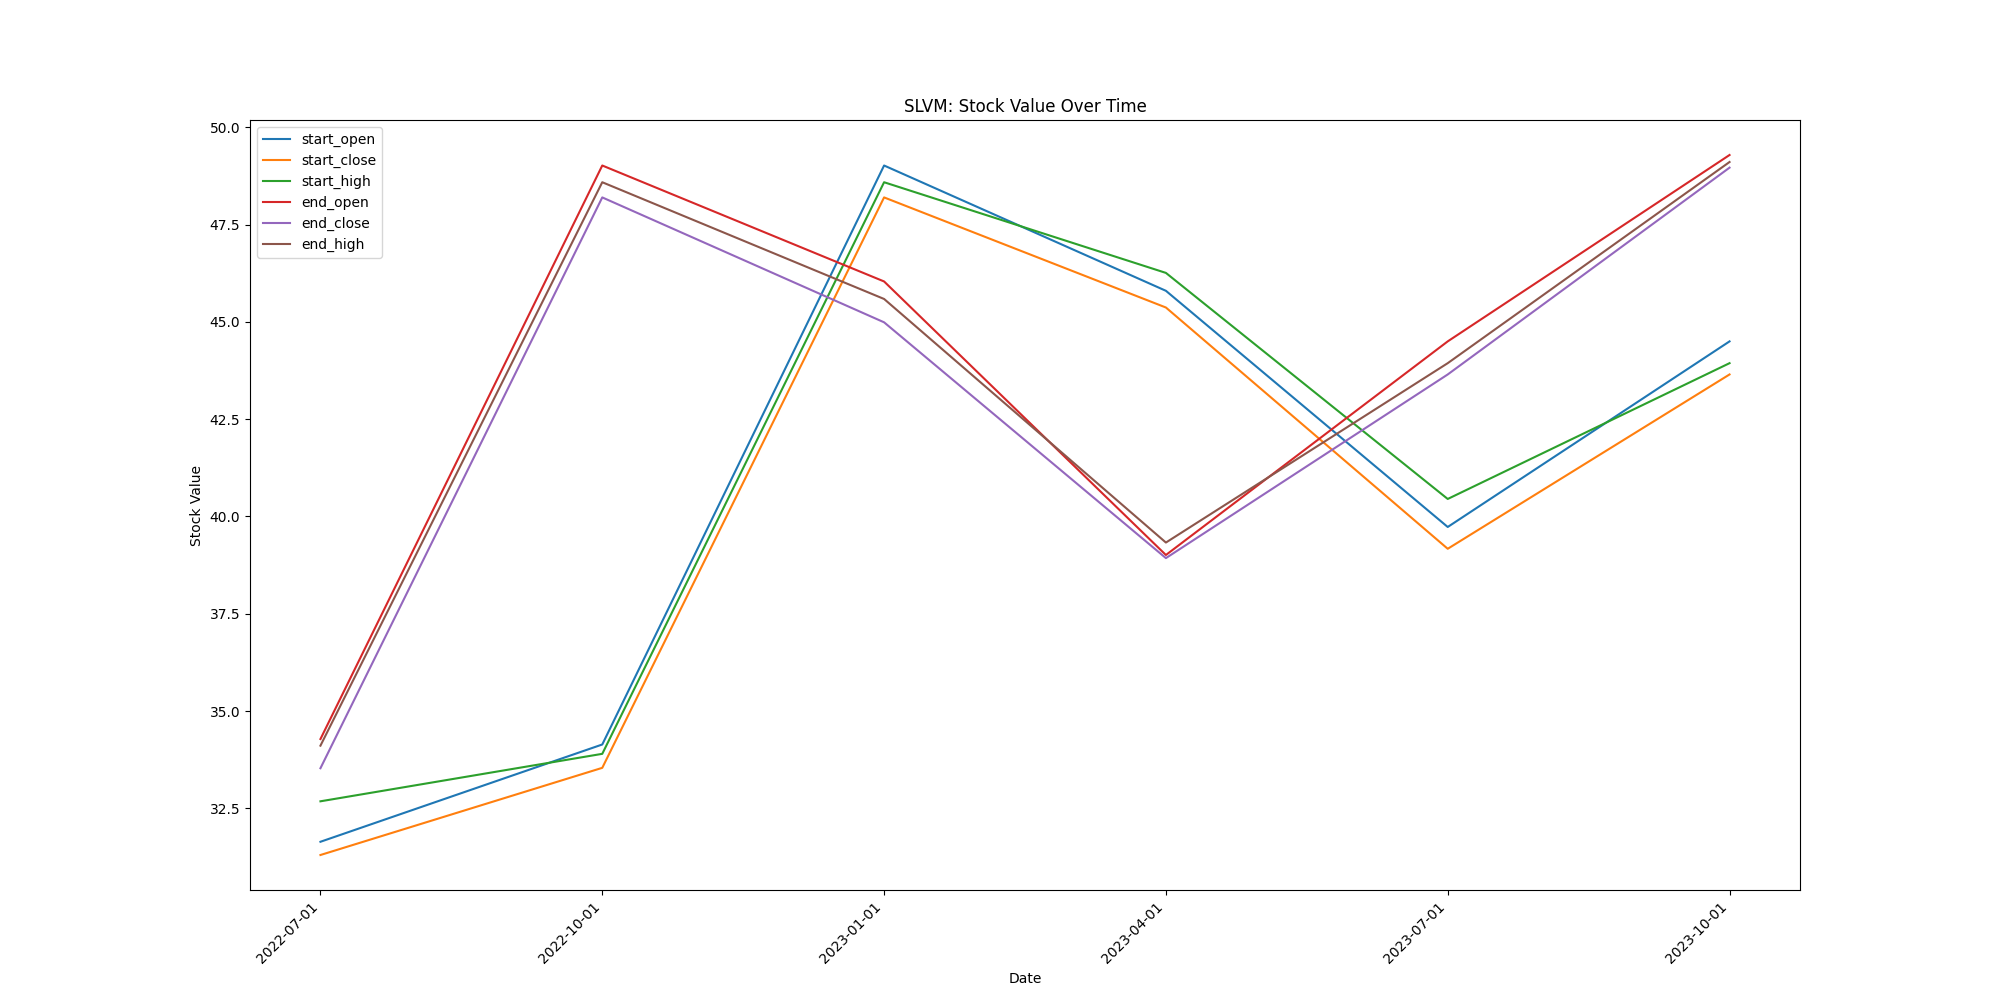 SLVM: Stock Value Over Time
start_open
start_close
start_high
end_open
end_close
end_high
50.0
47.5
45.0
42.5
40.0
37.5
35.0
32.5
Stock Value
2022-07-01
2022-10-01
2023-01-01
2023-04-01
2023-07-01
2023-10-01
Date